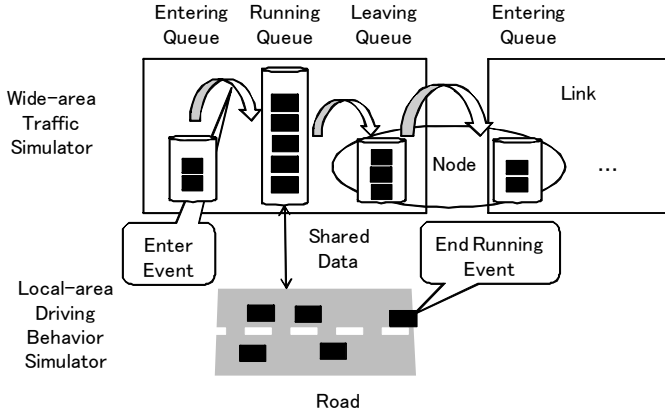 Entering Running Leaving Entering
Queue Queue Queue Queue
Wide-area
Traffic
Simulator
Link
Node
...
Enter
Event
Shared
Data
End Running
Event
Local-area
Driving
Behavior
Simulator
Road